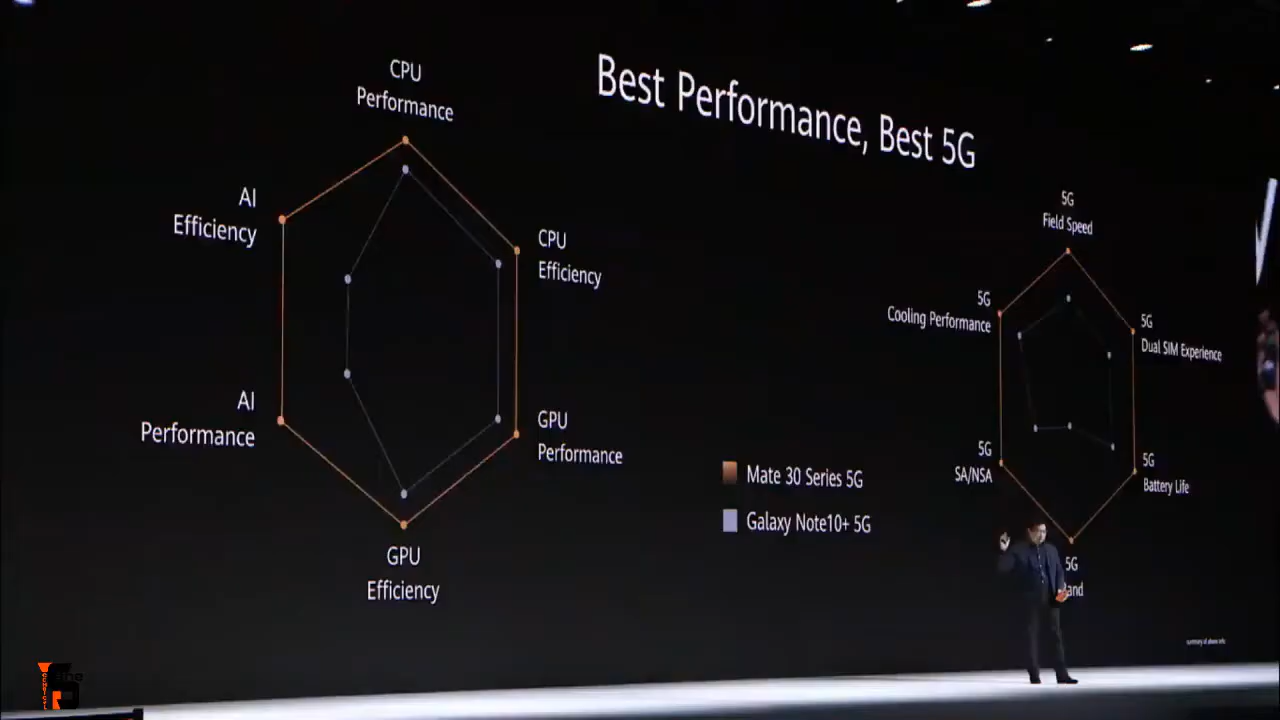 Best Performance, Best 5G
CPU
Performance
AI
Efficiency
CPU
Efficiency
AI
Performance
GPU
Performance
GPU
Efficiency
Mate 30 Series 5G
Galaxy Note10+ 5G
5G
Field Speed
5G
Cooling Performance
5G
Dual SIM Experience
5G
SA/NSA
5G
Battery Life
5G